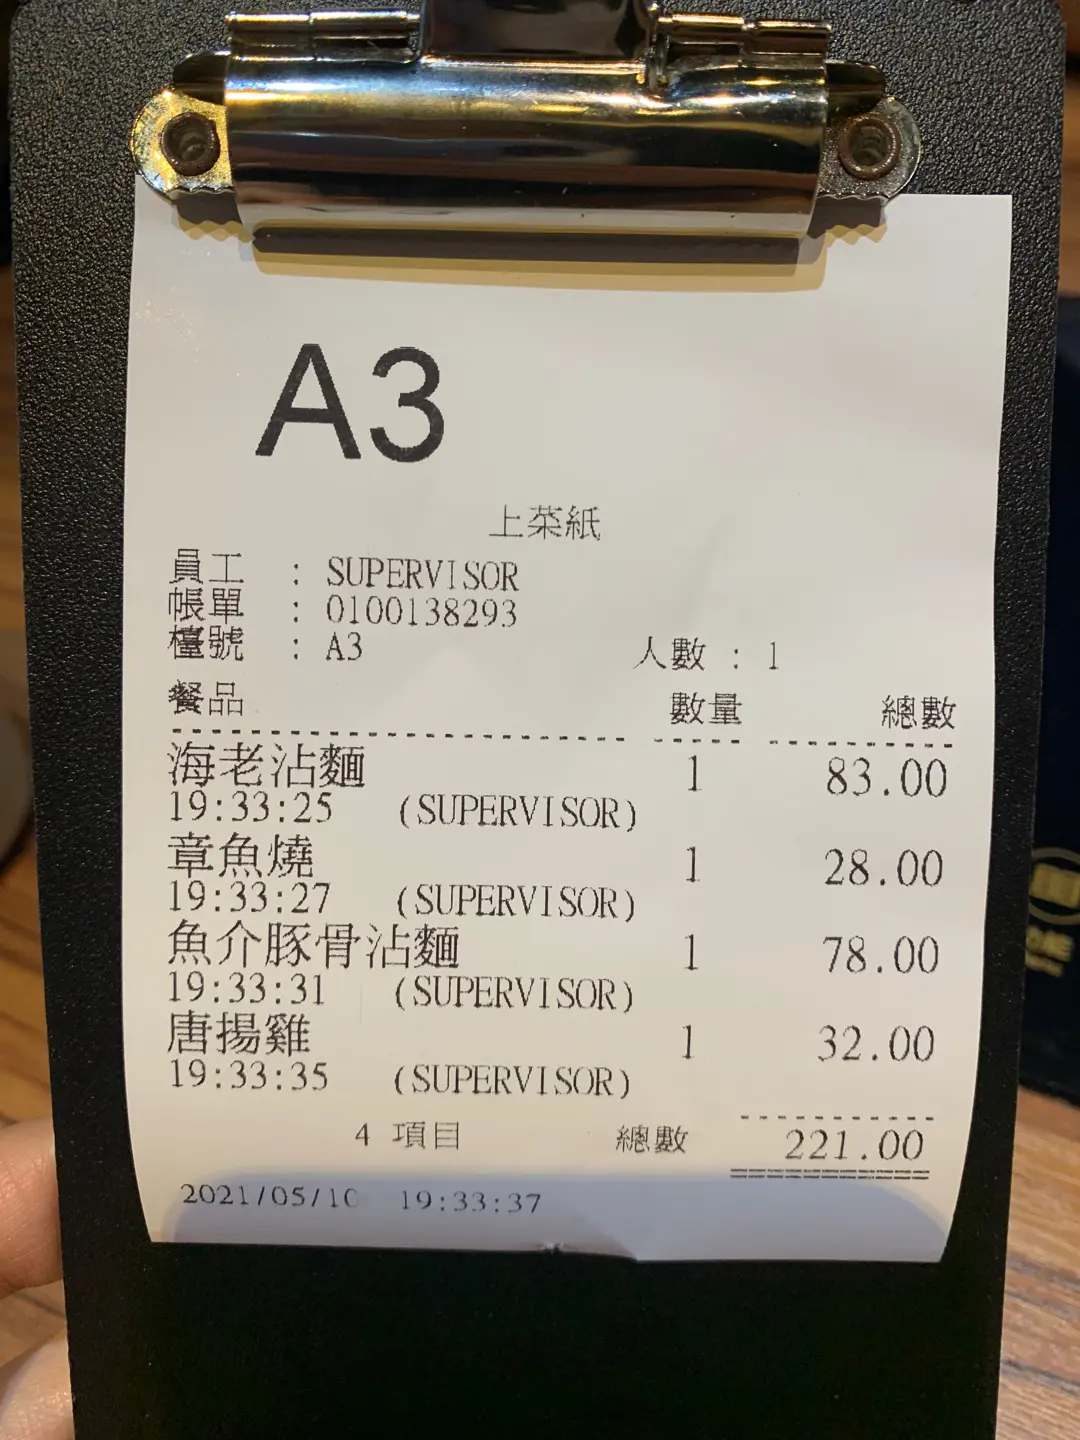 A3
上菜紙
員工 : SUPERVISOR
帳單 : 0100138293
檯號 : A3 人數 : 1
餐品 數量 總數
海老沾麵 1 83.00
19:33:25 (SUPERVISOR)
章魚燒 1 28.00
19:33:27 (SUPERVISOR)
魚介豚骨沾麵 1 78.00
19:33:31 (SUPERVISOR)
唐揚雞 1 32.00
19:33:35 (SUPERVISOR)
4 項目 總數 221.00
2021/05/10 19:33:37